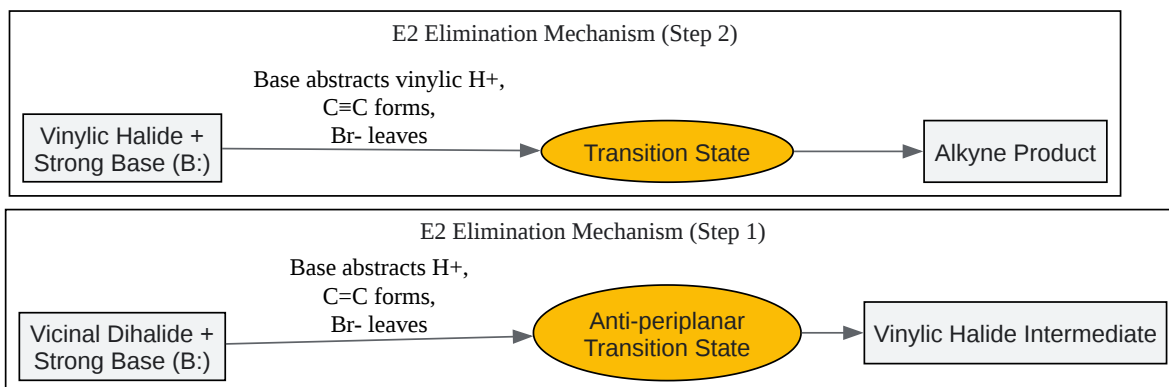 E2 Elimination Mechanism (Step 2)
Base abstracts vinylic H+,
C≡C forms,
Br- leaves
Vinylic Halide +
Strong Base (B:)
Transition State
Alkyne Product
E2 Elimination Mechanism (Step 1)
Base abstracts H+,
C=C forms,
Br- leaves
Vicinal Dihalide +
Strong Base (B:)
Anti-periplanar
Transition State
Vinylic Halide Intermediate